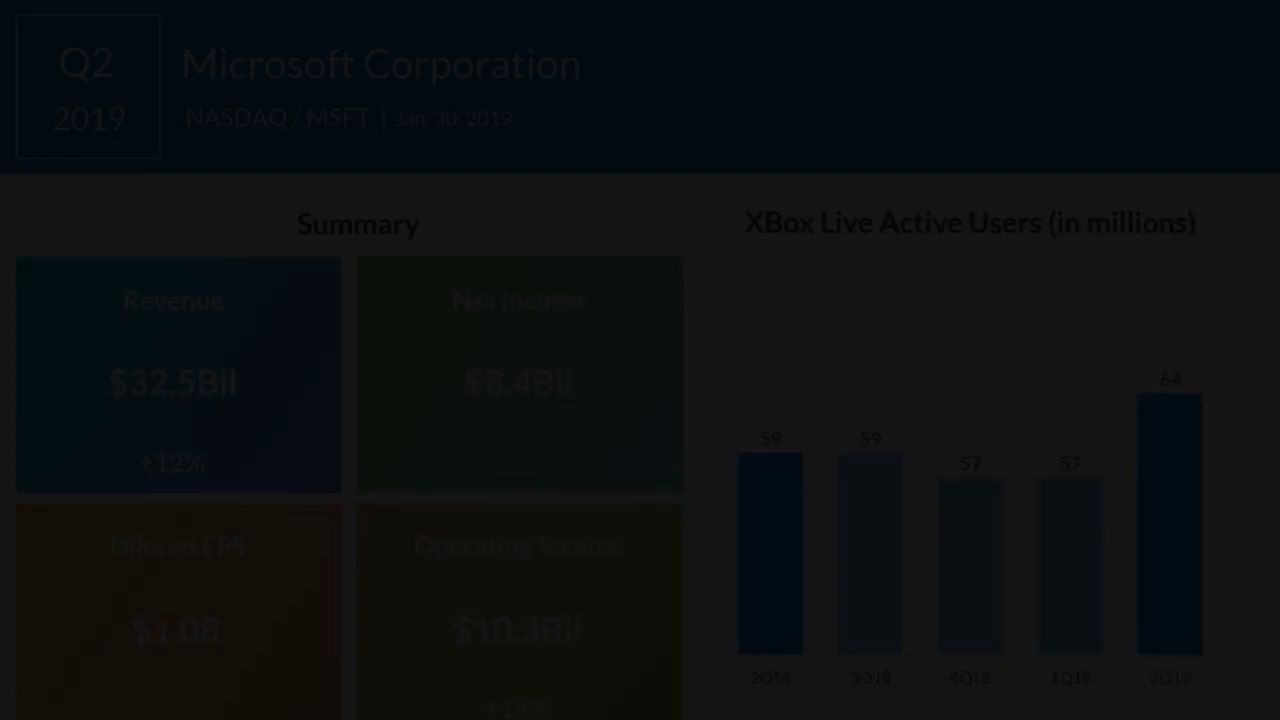 Q2
2019
Microsoft Corporation
NASDAQ / MSFT | Jan. 30, 2019
Summary
Revenue
$32.5Bil
+12%
Net Income
$8.4Bil
Diluted EPS
$1.08
Operating Income
$10.3Bil
+18%
XBox Live Active Users (in millions)
59
59
57
57
64
2Q18
3Q18
4Q18
1Q19
2Q19